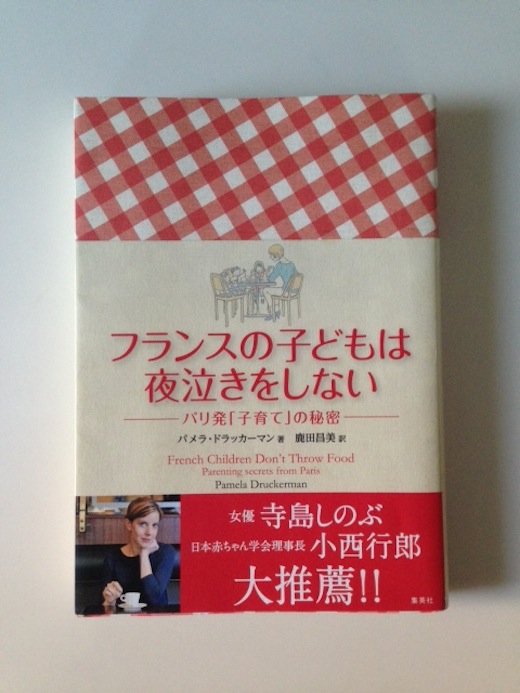 フランスの子どもは
夜泣きをしない
パリ発「子育て」の秘密
パメラ・ドラッカーマン 著 鹿田昌美 訳
French Children Don't Throw Food
Parenting secrets from Paris
Pamela Druckerman
女優 寺島しのぶ
日本赤ちゃん学会理事長 小西行郎
大推薦!!
集英社